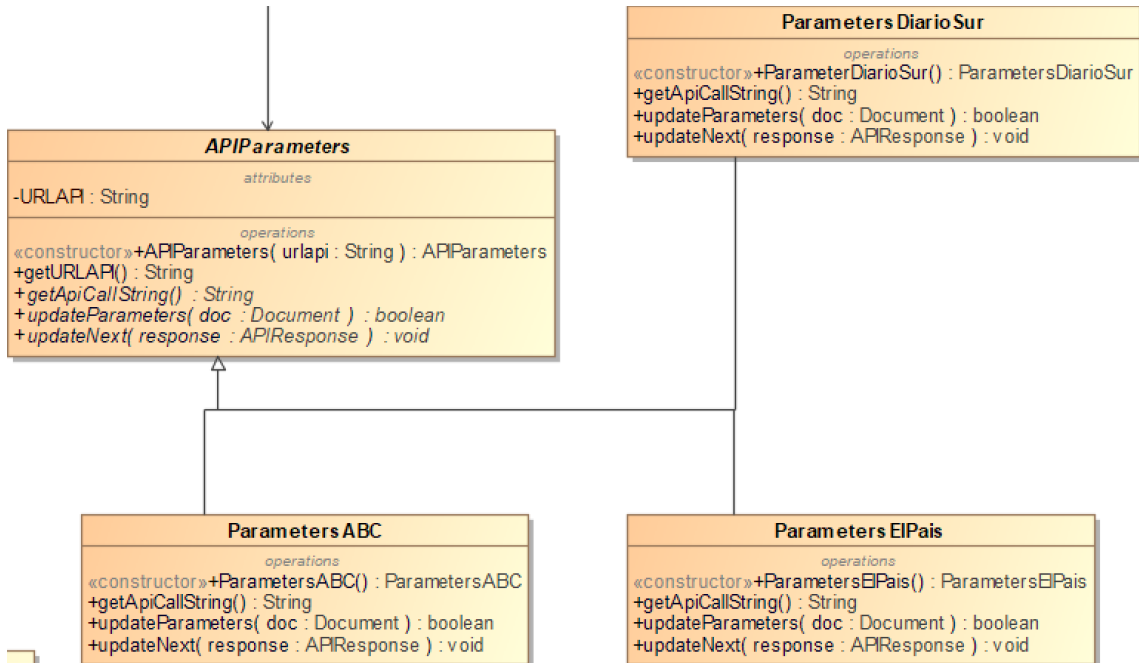 Parameters DiarioSur
operations
«constructor»+ParameterDiarioSur() : ParametersDiarioSur
+getApiCallString() : String
+updateParameters( doc : Document ) : boolean
+updateNext( response : APIResponse ) : void
APIParameters
attributes
-URLAPI : String
operations
«constructor»+APIParameters( urlapi : String ) : APIParameters
+getURLAPI() : String
+getApiCallString() : String
+updateParameters( doc : Document ) : boolean
+updateNext( response : APIResponse ) : void
ParametersABC
operations
«constructor»+ParametersABC() : ParametersABC
+getApiCallString() : String
+updateParameters( doc : Document ) : boolean
+updateNext( response : APIResponse ) : void
ParametersElPais
operations
«constructor»+ParametersElPais() : ParametersElPais
+getApiCallString() : String
+updateParameters( doc : Document ) : boolean
+updateNext( response : APIResponse ) : void